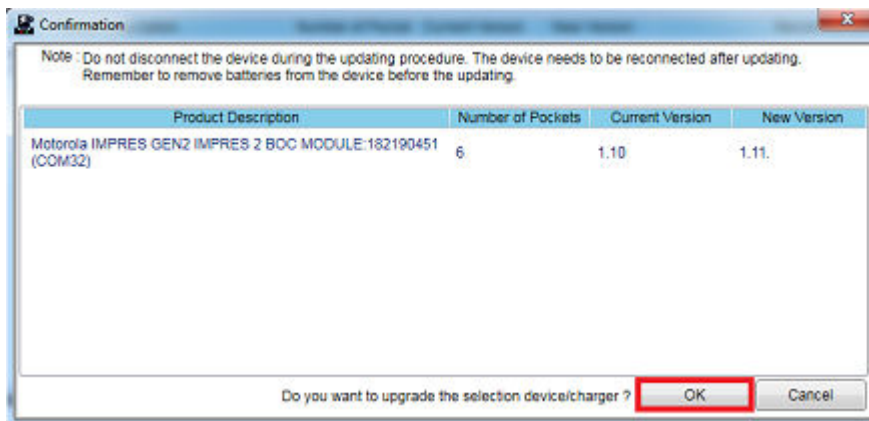 Confirmation
Note : Do not disconnect the device during the updating procedure. The device needs to be reconnected after updating.
Remember to remove batteries from the device before the updating.
Product Description Number of Pockets Current Version New Version
Motorola IMPRES GEN2 IMPRES 2 BOC MODULE:182190451 6 1.10 1.11.
(COM32)
Do you want to upgrade the selection device/charger ? OK Cancel